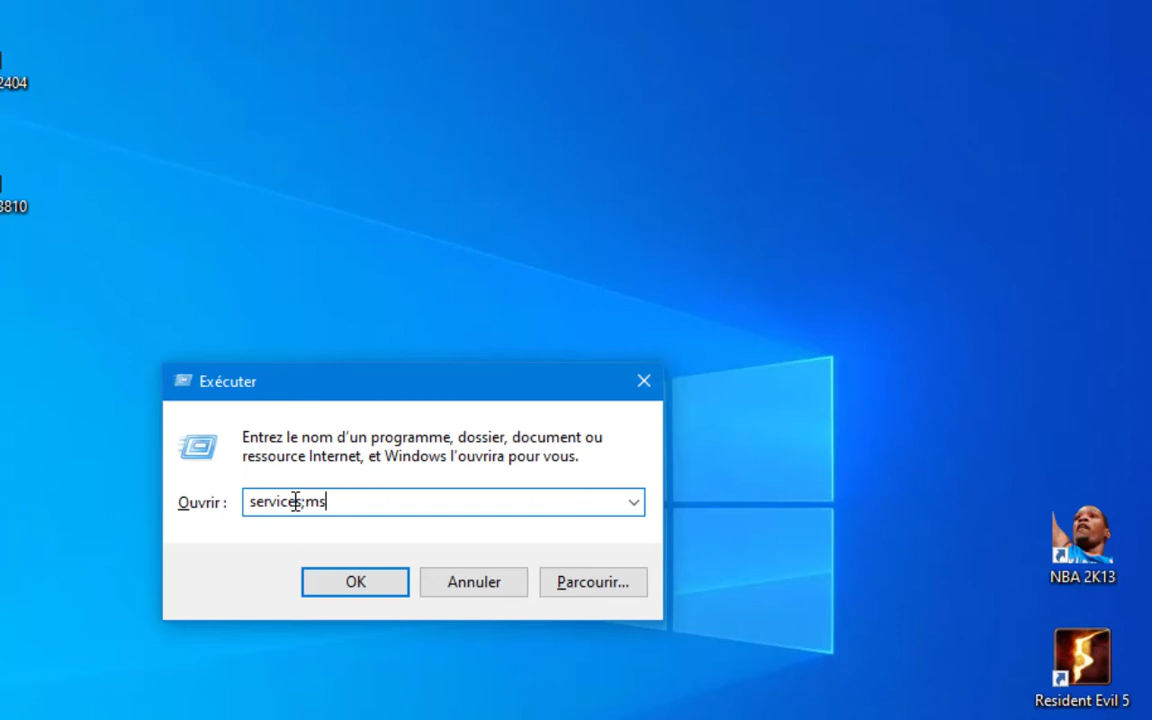 2404
3810
Exécuter
Entrez le nom d'un programme, dossier, document ou
ressource Internet, et Windows l'ouvrira pour vous.
Ouvrir :
services;ms
OK
Annuler
Parcourir...
NBA 2K13
Resident Evil 5